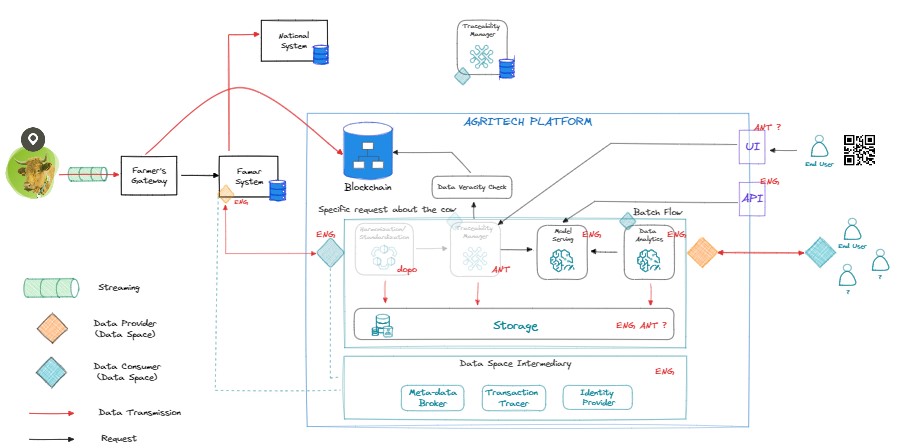 National
System
Traceability
Manager
AGRITECH PLATFORM
ANT ?
UI
End User
Farmer's
Gateway
Famar
System
ENG
Blockchain
Data Veracity Check
ENG
API
Specific request about the cow
Batch Flow
ENG
Harmonization/
Standardization
dopo
Traceability
Manager
ANT
Model
Serving
ENG
Data
Analytics
ENG
End User
?
?
Storage
ENG ANT ?
Streaming
Data Provider
(Data Space)
Data Consumer
(Data Space)
Data Transmission
Request
Data Space Intermediary
ENG
Meta-data
Broker
Transaction
Tracer
Identity
Provider